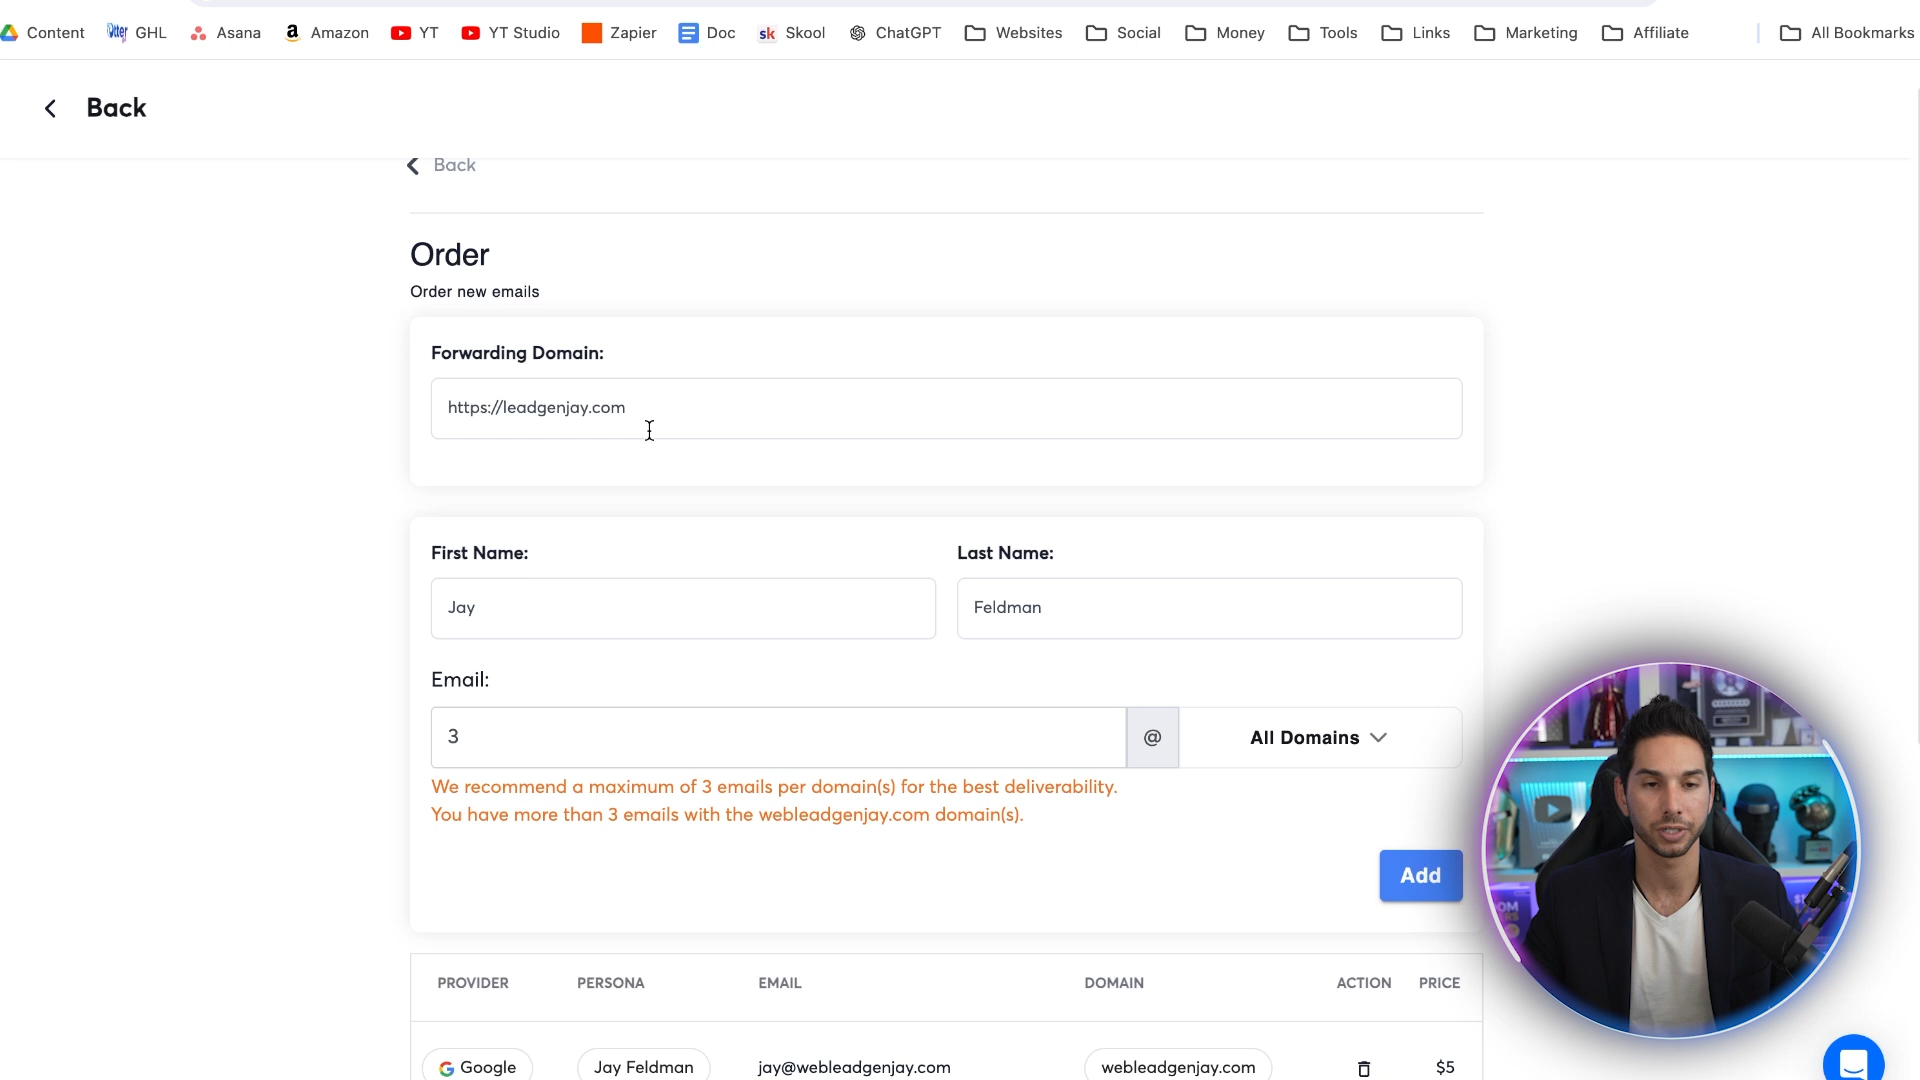 Content GHL Asana Amazon YT YT Studio Zapier Doc Skool ChatGPT Websites Social Money Tools Links Marketing Affiliate All Bookmarks
Back
Back
Order
Order new emails
Forwarding Domain:
https://leadgenjay.com
First Name: Last Name:
Jay Feldman
Email:
3 @ All Domains
We recommend a maximum of 3 emails per domain(s) for the best deliverability.
You have more than 3 emails with the webleadgenjay.com domain(s).
Add
PROVIDER PERSONA EMAIL DOMAIN ACTION PRICE
Google Jay Feldman jay@webleadgenjay.com webleadgenjay.com $5